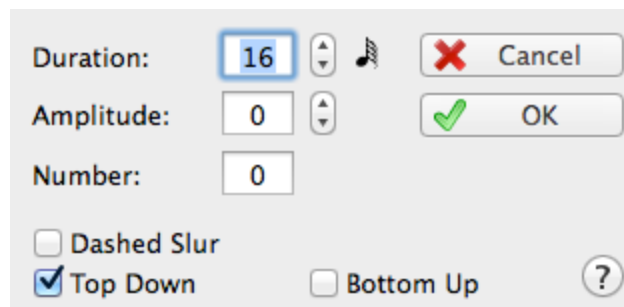 Duration: 16 Cancel
Amplitude: 0 OK
Number: 0
Dashed Slur
Top Down Bottom Up ?